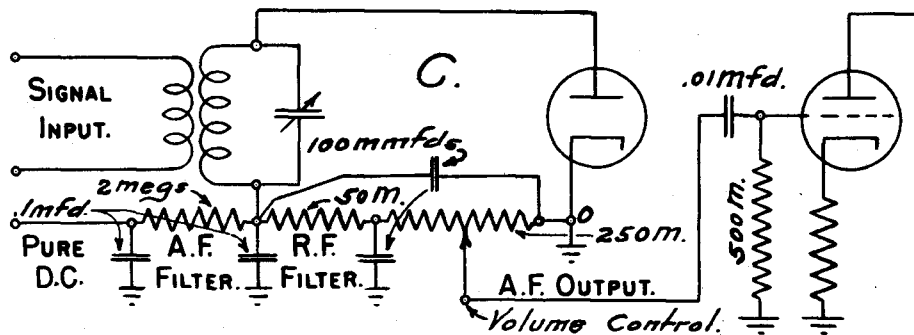 C.
SIGNAL
INPUT.
100mmfds
.01mfd.
2megs
50M.
.1mfd.
O
250M.
500M.
PURE
D.C.
A.F.
FILTER.
R.F.
FILTER.
A.F. OUTPUT.
Volume Control.